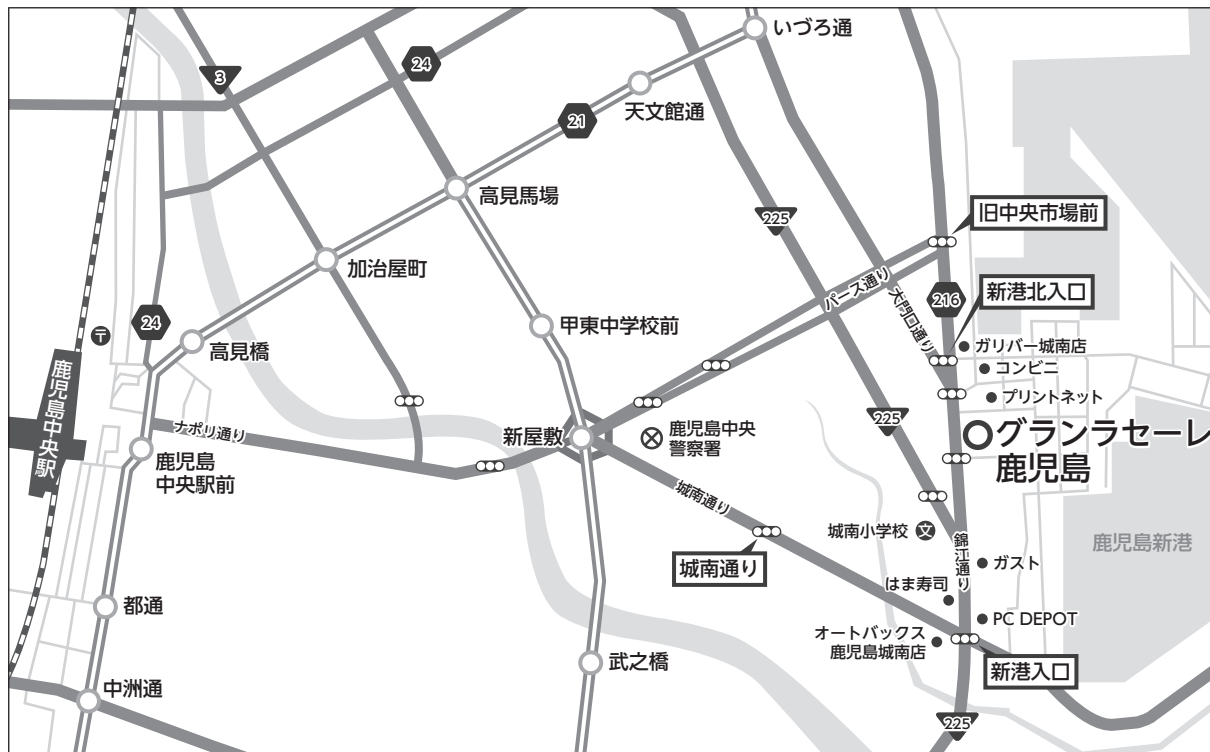 いづろ通
3
24
天文館通
21
高見馬場
225
旧中央市場前
加治屋町
パース通り
大門口通り
216
新港北入口
24
〒
高見橋
甲東中学校前
ガリバー城南店
コンビニ
プリントネット
鹿児島中央駅
ナポリ通り
新屋敷
鹿児島中央
警察署
225
グランラセーレ
鹿児島
鹿児島
中央駅前
城南通り
城南小学校
文
錦江通り
鹿児島新港
城南通り
ガスト
はま寿司
都通
PC DEPOT
オートバックス
鹿児島城南店
武之橋
新港入口
中洲通
225